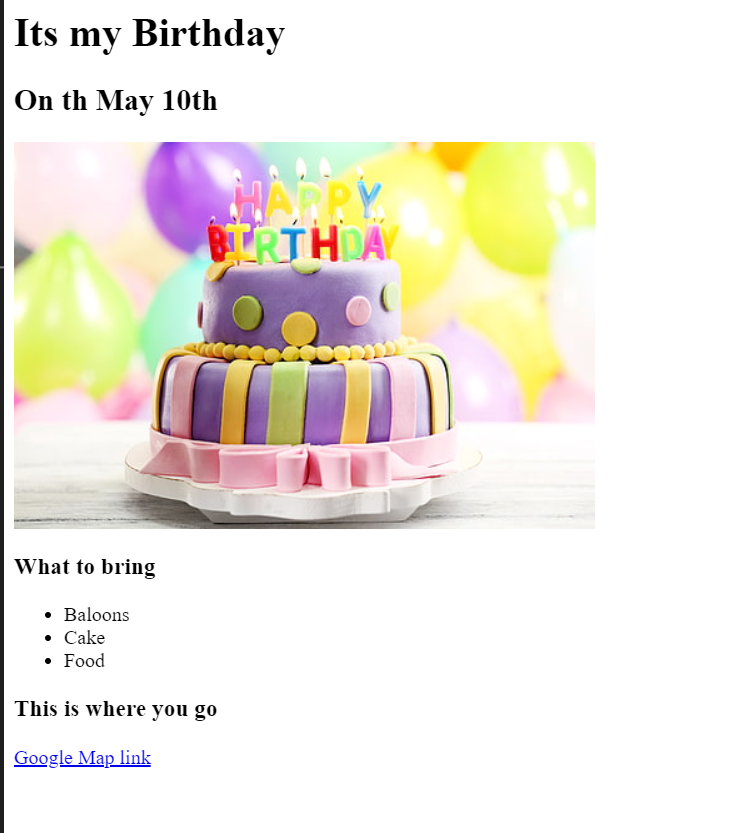 Its my Birthday
On th May 10th
HAPPY
BIRTHDAY
What to bring
Baloons
Cake
Food
This is where you go
Google Map link